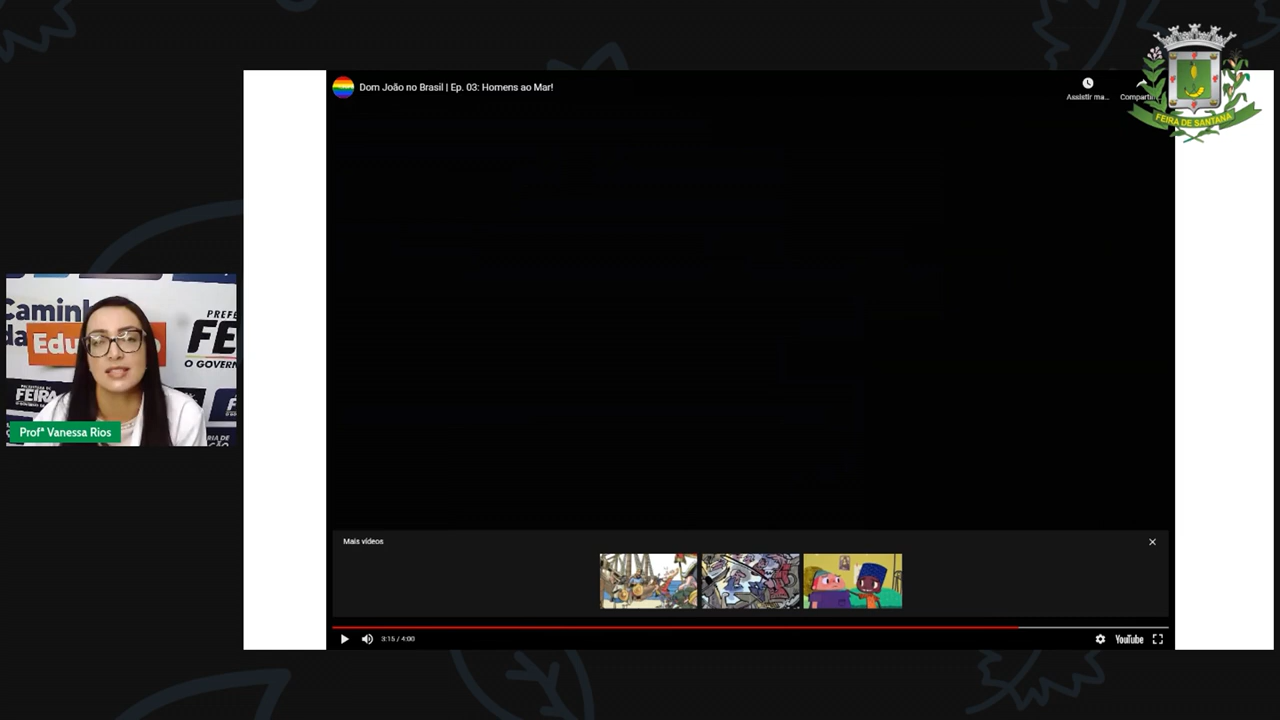 Dom João no Brasil | Ep. 03: Homens ao Mar!
Assistir ma...
FEIRA DE SANTANA
Caminh
da
Edu
PREFE
FE
O GOVERN
FEIRA
Profª Vanessa Rios
Mais vídeos
3:15 / 4:00
YouTube